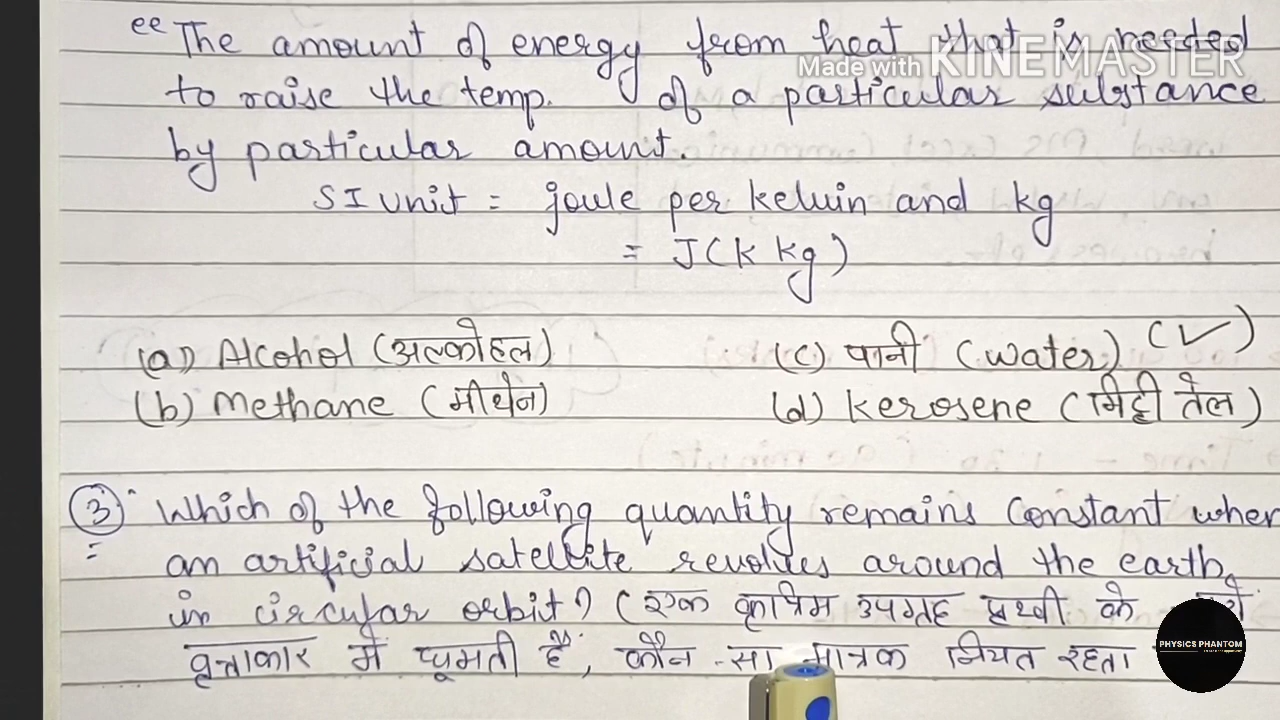 “The amount of energy from heat that is needed
Made with KINEMASTER
to raise the temp. of a particular substance
by particular amount.
SI unit = joule per kelvin and kg
= J(K kg)
(a) Alcohol (अल्कोहल) (c) पानी (water) (✓)
(b) Methane (मीथेन) (d) Kerosene (मिट्टी तेल)
(3) Which of the following quantity remains constant when
an artificial satellite revolves around the earth
in circular orbit? (एक कृत्रिम उपग्रह प्रथ्वी के
वृत्ताकार में घूमती है, कौन-सा मात्रक नियत रहता
PHYSICS PHANTOM